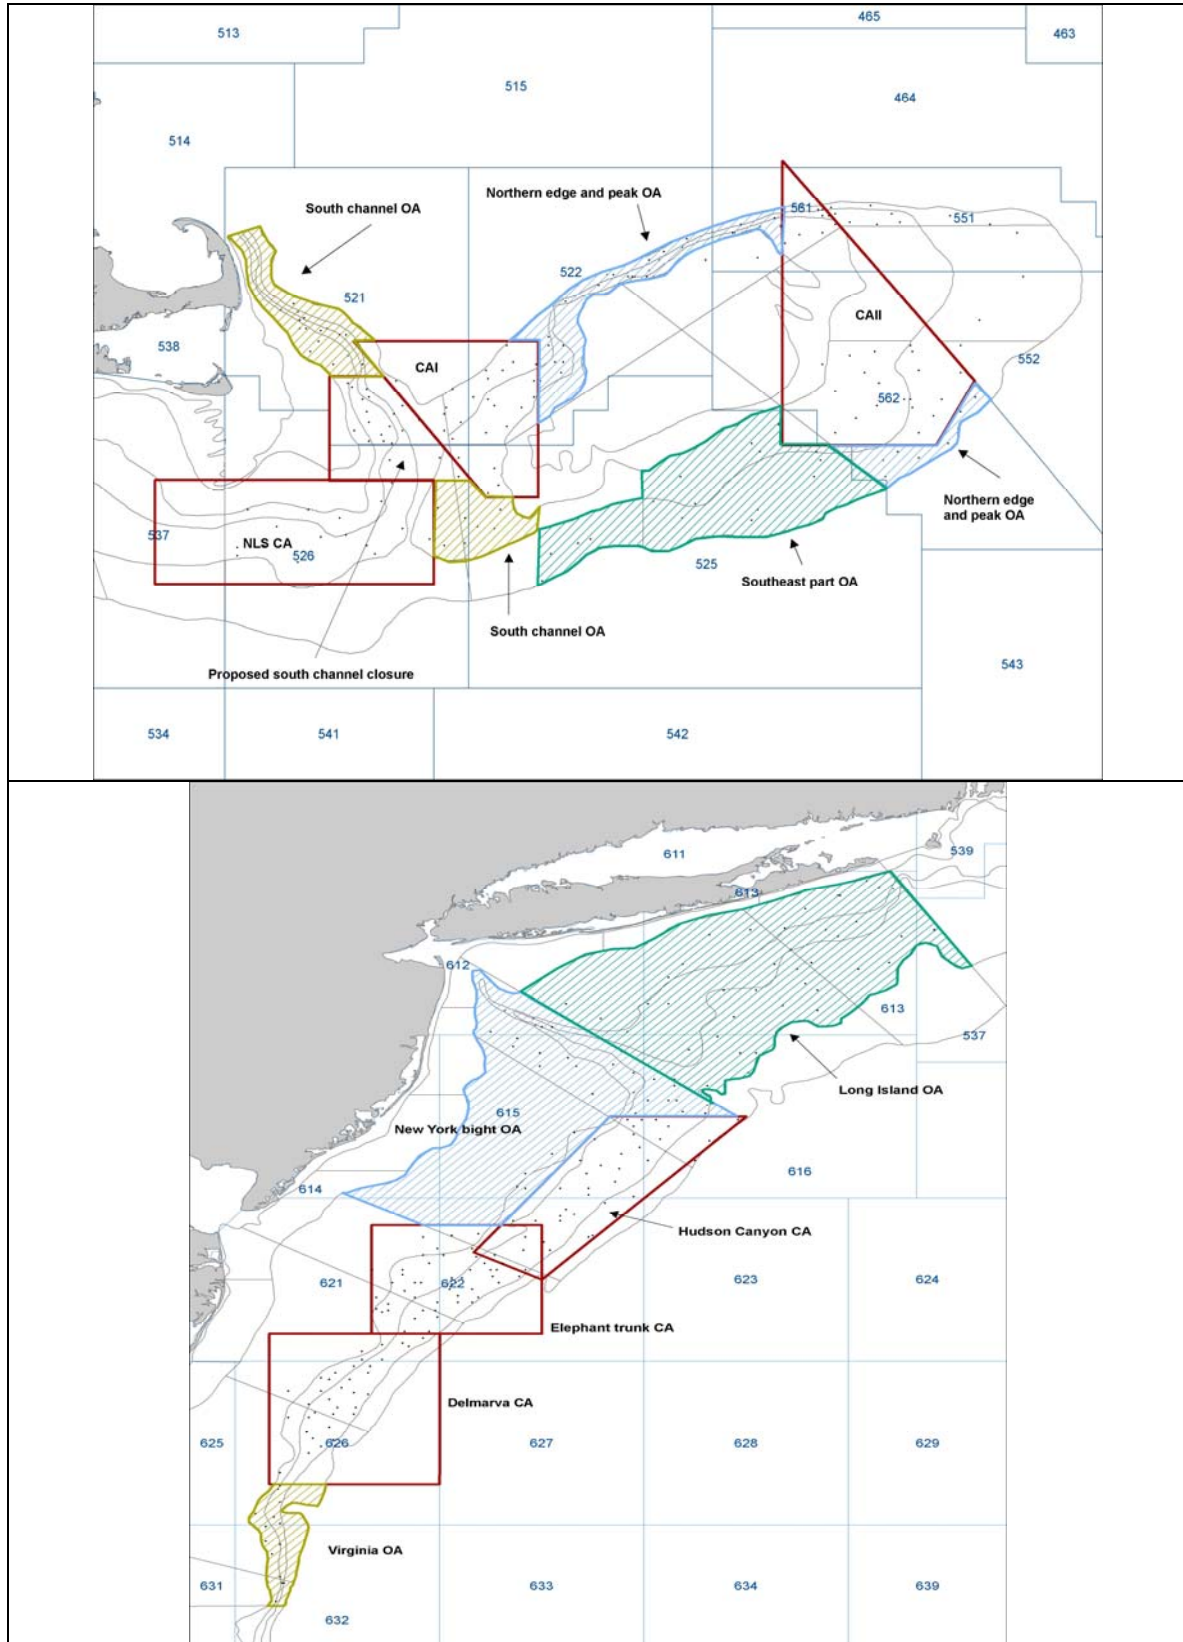 465
513
463
515
464
514
Northern edge and peak OA
South channel OA
561
551
522
521
CAII
538
552
CAI
562
Northern edge
and peak OA
537
NLS CA
526
525
Southeast part OA
South channel OA
543
Proposed south channel closure
534
541
542
611
539
613
612
613
537
Long Island OA
615
New York bight OA
616
614
Hudson Canyon CA
621
622
623
624
Elephant trunk CA
Delmarva CA
625
626
627
628
629
Virginia OA
631
633
634
639
632